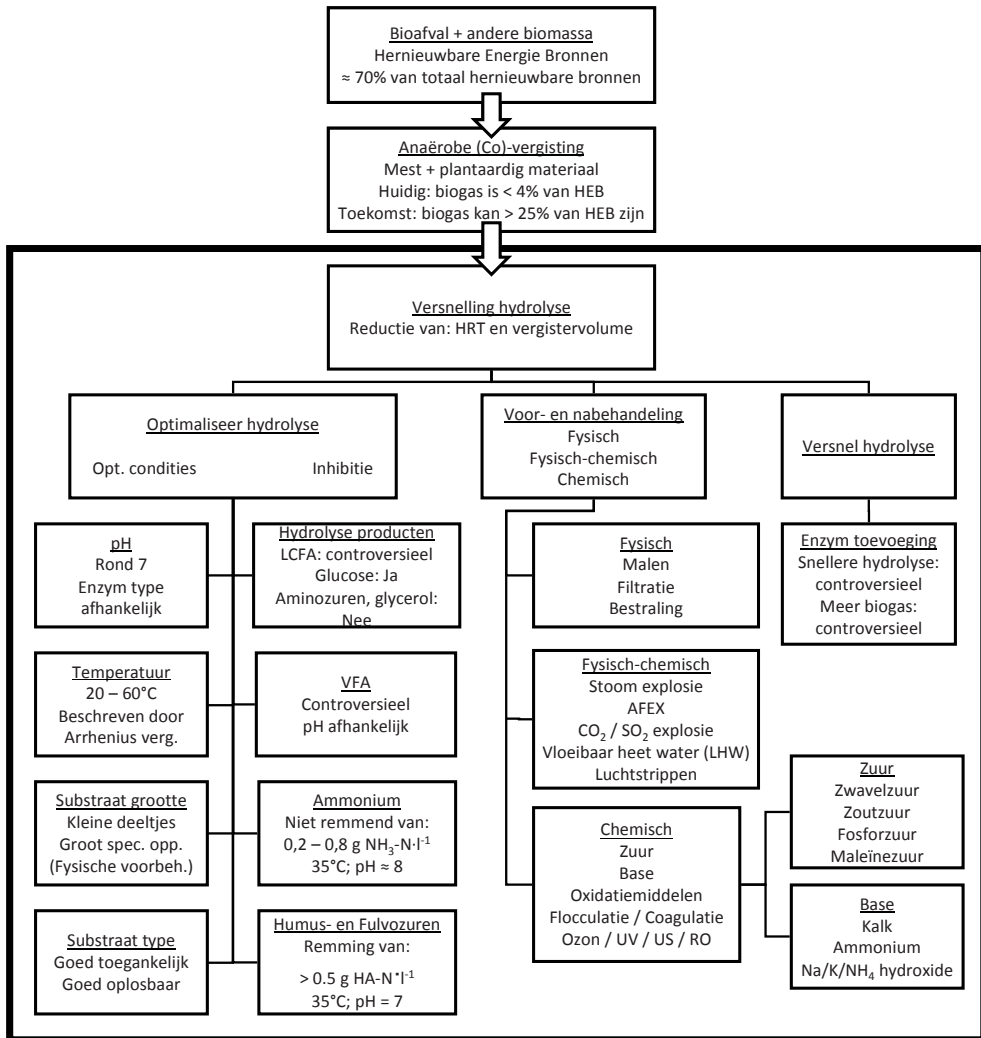 Bioafval + andere biomassa
Hernieuwbare Energie Bronnen
≈ 70% van totaal hernieuwbare bronnen
Anaërobe (Co)-vergisting
Mest + plantaardig materiaal
Huidig: biogas is < 4% van HEB
Toekomst: biogas kan > 25% van HEB zijn
Versnelling hydrolyse
Reductie van: HRT en vergistervolume
Optimaliseer hydrolyse
Opt. condities Inhibitie
Voor- en nabehandeling
Fysisch
Fysisch-chemisch
Chemisch
Versnel hydrolyse
pH
Rond 7
Enzym type
afhankelijk
Hydrolyse producten
LCFA: controversieel
Glucose: Ja
Aminozuren, glycerol:
Nee
Fysisch
Malen
Filtratie
Bestraling
Enzym toevoeging
Snellere hydrolyse:
controversieel
Meer biogas:
controversieel
Temperatuur
20 – 60°C
Beschreven door
Arrhenius verg.
VFA
Controversieel
pH afhankelijk
Fysisch-chemisch
Stoom explosie
AFEX
CO₂ / SO₂ explosie
Vloeibaar heet water (LHW)
Luchtstrippen
Substraat grootte
Kleine deeltjes
Groot spec. opp.
(Fysische voorbeh.)
Ammonium
Niet remmend van:
0,2 – 0,8 g NH₃-N·l⁻¹
35°C; pH ≈ 8
Chemisch
Zuur
Base
Oxidatiemiddelen
Flocculatie / Coagulatie
Ozon / UV / US / RO
Zuur
Zwavelzuur
Zoutzuur
Fosforzuur
Maleïnezuur
Substraat type
Goed toegankelijk
Goed oplosbaar
Humus- en Fulvozuren
Remming van:
> 0.5 g HA-N·l⁻¹
35°C; pH = 7
Base
Kalk
Ammonium
Na/K/NH₄ hydroxide